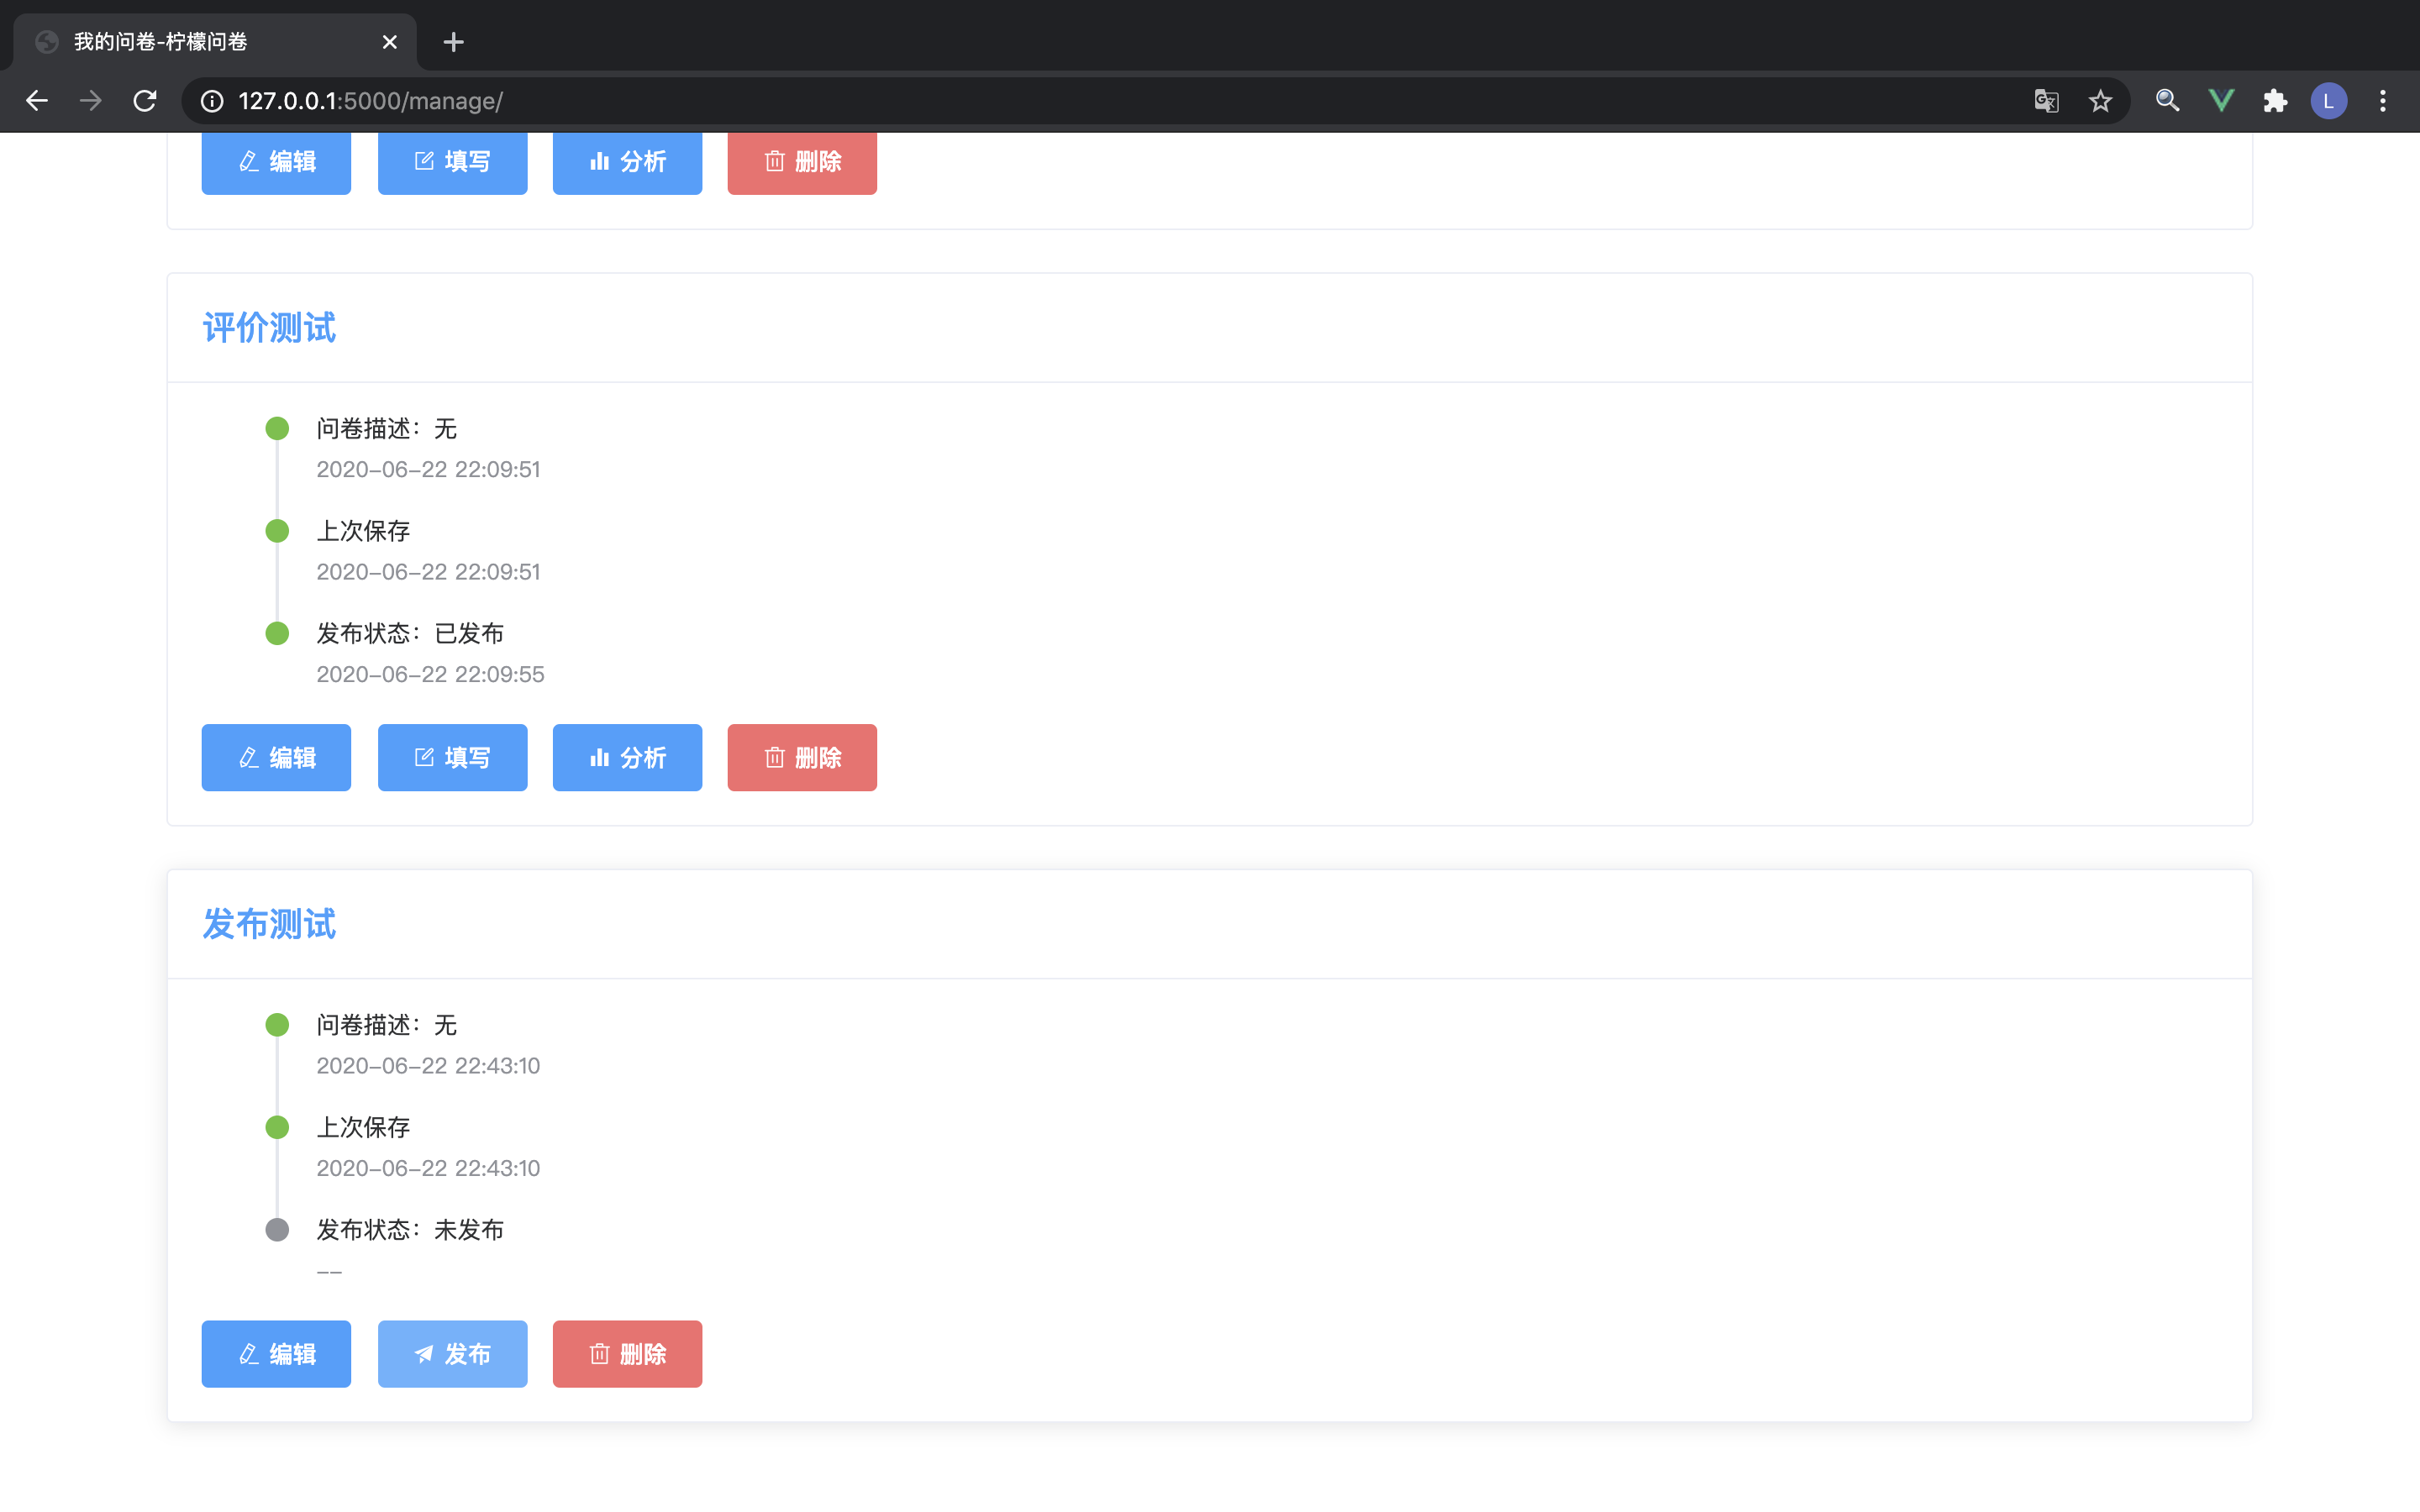 我的问卷-柠檬问卷
127.0.0.1:5000/manage/
L
编辑 填写 分析 删除
评价测试
问卷描述：无
2020-06-22 22:09:51
上次保存
2020-06-22 22:09:51
发布状态：已发布
2020-06-22 22:09:55
编辑 填写 分析 删除
发布测试
问卷描述：无
2020-06-22 22:43:10
上次保存
2020-06-22 22:43:10
发布状态：未发布
--
编辑 发布 删除